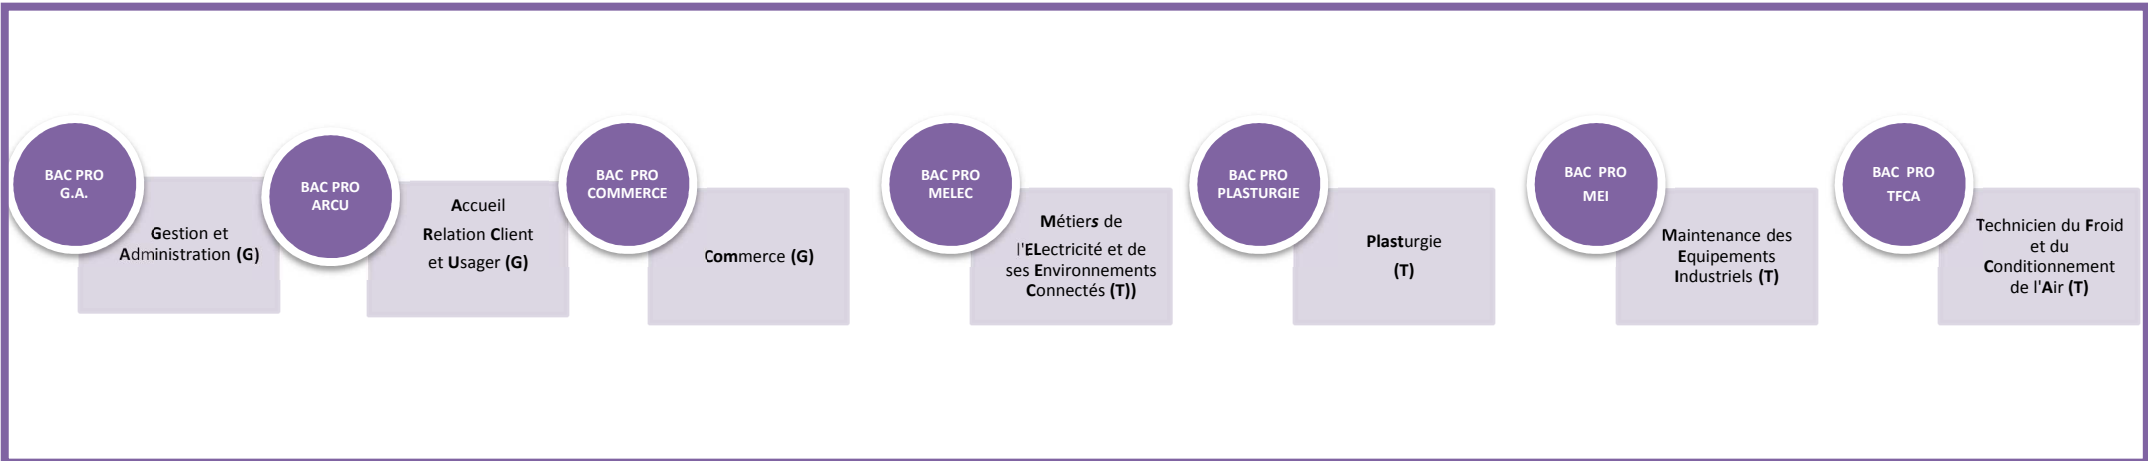 BAC PRO
G.A.
Gestion et
Administration (G)
BAC PRO
ARCU
Accueil
Relation Client
et Usager (G)
BAC PRO
COMMERCE
Commerce (G)
BAC PRO
MELEC
Métiers de
l'ELectricité et de
ses Environnements
Connectés (T))
BAC PRO
PLASTURGIE
Plasturgie
(T)
BAC PRO
MEI
Maintenance des
Equipements
Industriels (T)
BAC PRO
TFCA
Technicien du Froid
et du
Conditionnement
de l'Air (T)